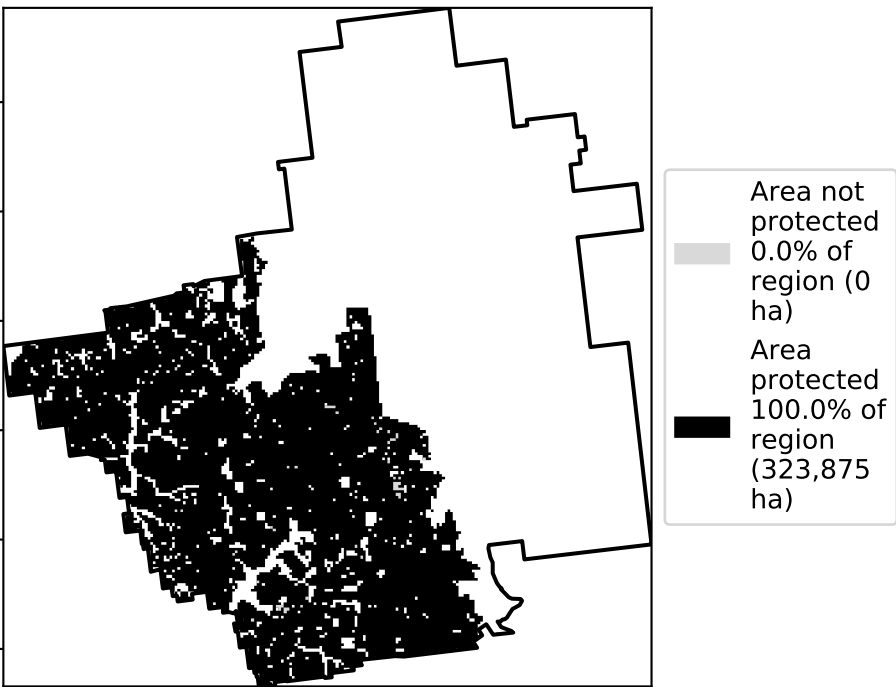 Area not
protected
0.0% of
region (0
ha)
Area
protected
100.0% of
region
(323,875
ha)